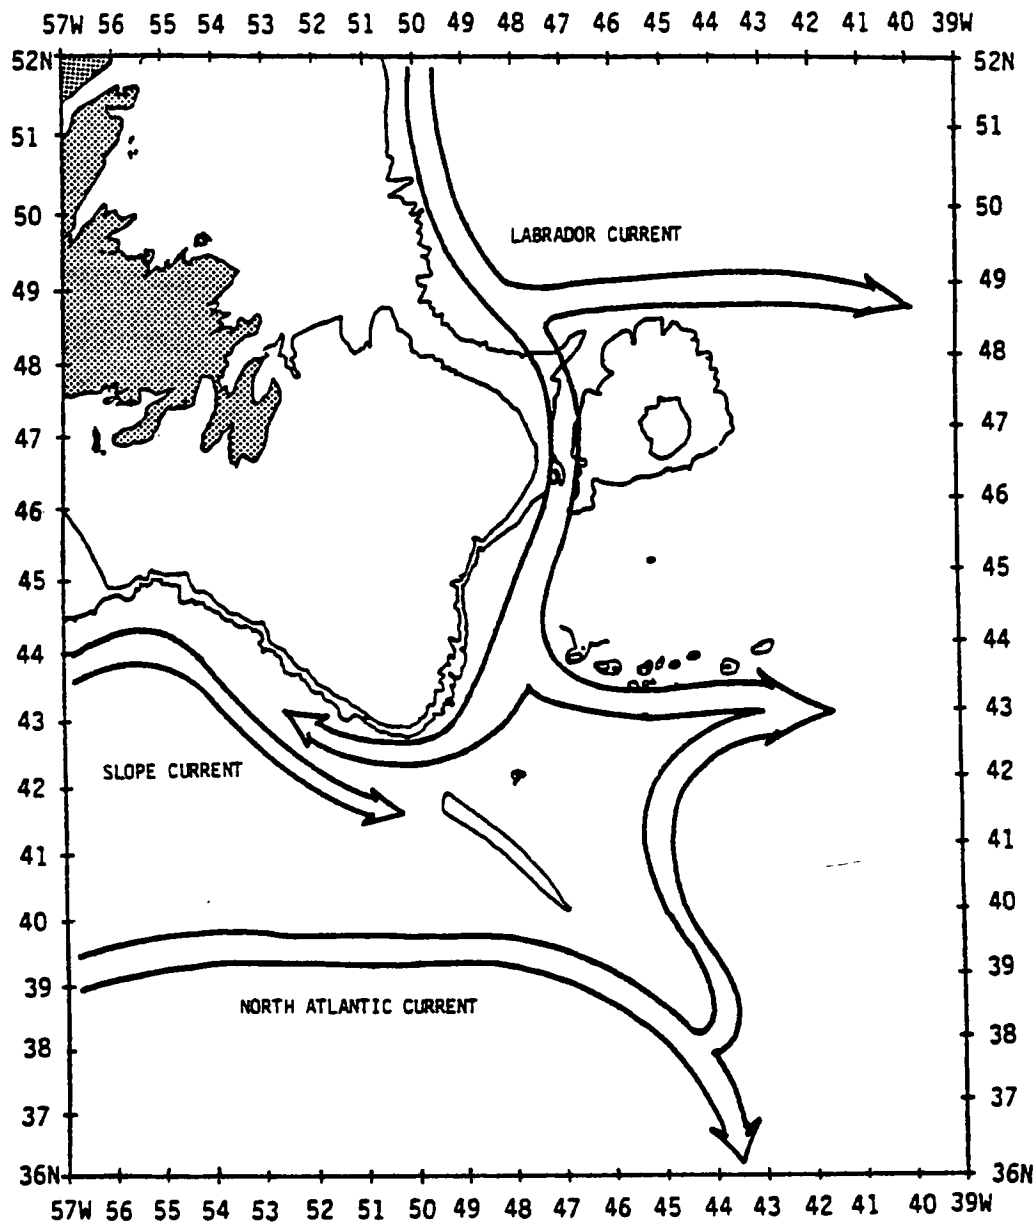 57W 56 55 54 53 52 51 50 49 48 47 46 45 44 43 42 41 40 39W
52N 52N
51 51
50 50
LABRADOR CURRENT
49 49
48 48
47 47
46 46
45 45
44 44
43 43
SLOPE CURRENT
42 42
41 41
40 40
39 39
NORTH ATLANTIC CURRENT
38 38
37 37
36N 36N
57W 56 55 54 53 52 51 50 49 48 47 46 45 44 43 42 41 40 39W